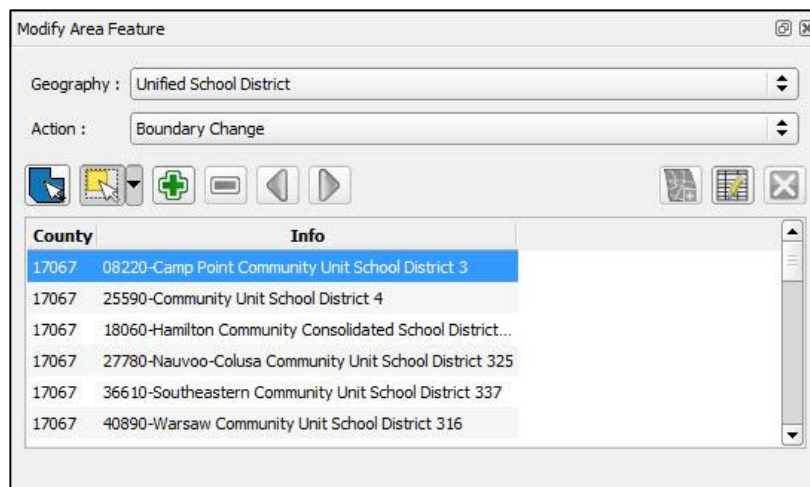 Modify Area Feature
Geography : Unified School District
Action : Boundary Change
County Info
17067 08220-Camp Point Community Unit School District 3
17067 25590-Community Unit School District 4
17067 18060-Hamilton Community Consolidated School District...
17067 27780-Nauvoo-Colusa Community Unit School District 325
17067 36610-Southeastern Community Unit School District 337
17067 40890-Warsaw Community Unit School District 316